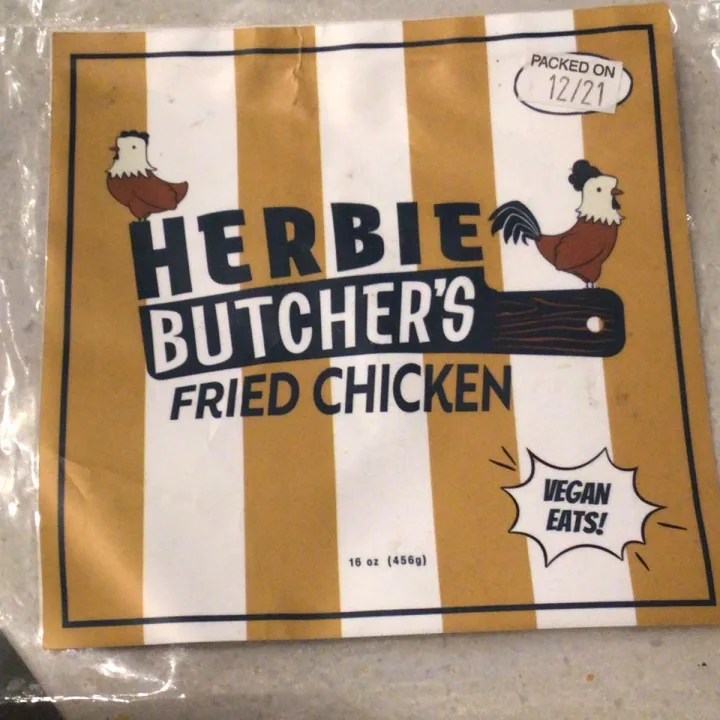 PACKED ON
12/21
HERBIE
BUTCHER'S
FRIED CHICKEN
VEGAN
EATS!
16 oz (456g)